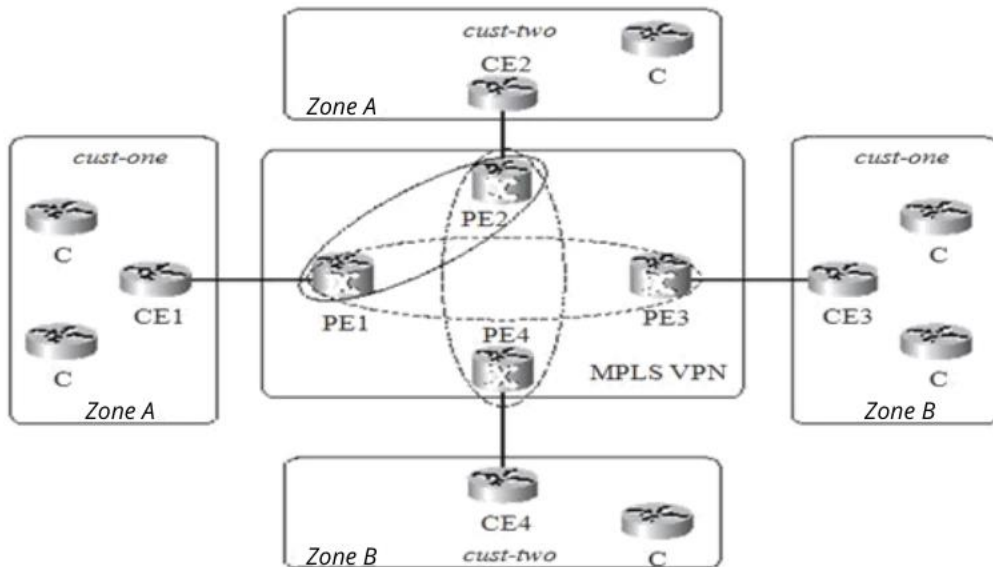 cust-two
CE2
C
Zone A
cust-one
C
CE1
C
Zone A
PE2
PE1
PE3
PE4
MPLS VPN
cust-one
C
CE3
C
Zone B
CE4
C
Zone B
cust-two